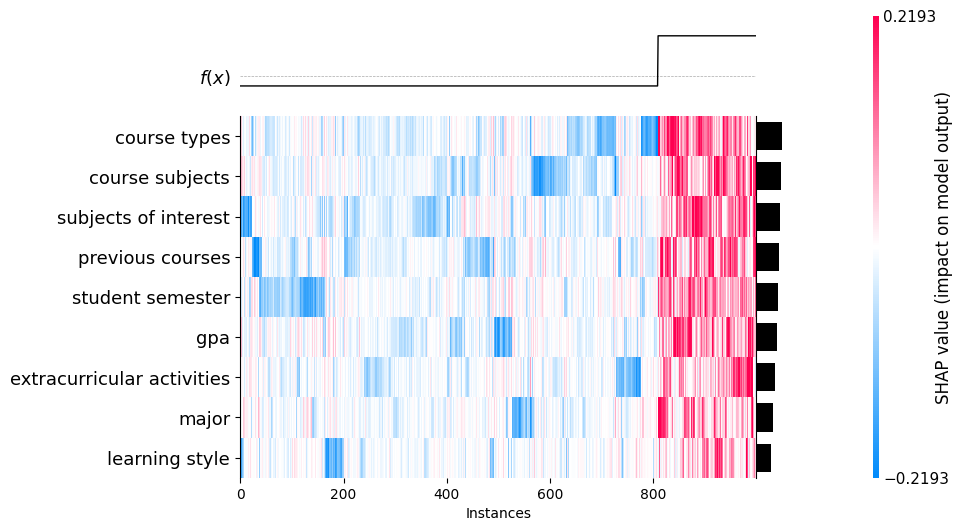 0.2193
f(x)
course types
course subjects
subjects of interest
previous courses
student semester
gpa
extracurricular activities
major
learning style
0 200 400 600 800
Instances
−0.2193
SHAP value (impact on model output)